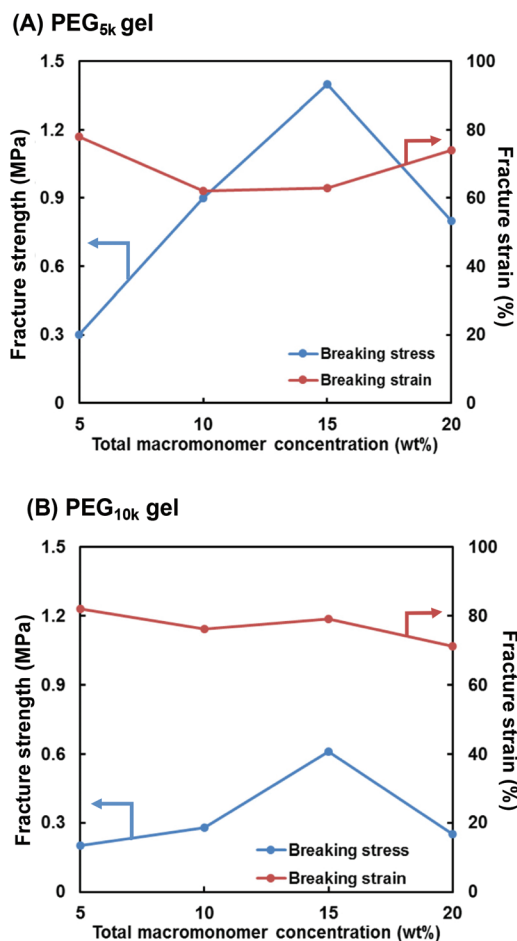 (A) PEG5k gel
1.5
1.2
0.9
0.6
0.3
0
Fracture strength (MPa)
100
80
60
40
20
0
Fracture strain (%)
Breaking stress
Breaking strain
5 10 15 20
Total macromonomer concentration (wt%)
(B) PEG10k gel
1.5
1.2
0.9
0.6
0.3
0
Fracture strength (MPa)
100
80
60
40
20
0
Fracture strain (%)
Breaking stress
Breaking strain
5 10 15 20
Total macromonomer concentration (wt%)